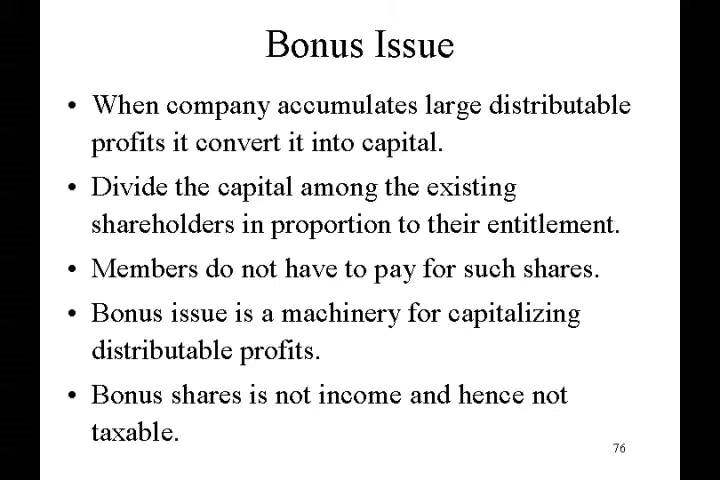 Bonus Issue
• When company accumulates large distributable
profits it convert it into capital.
• Divide the capital among the existing
shareholders in proportion to their entitlement.
• Members do not have to pay for such shares.
• Bonus issue is a machinery for capitalizing
distributable profits.
• Bonus shares is not income and hence not
taxable.
76